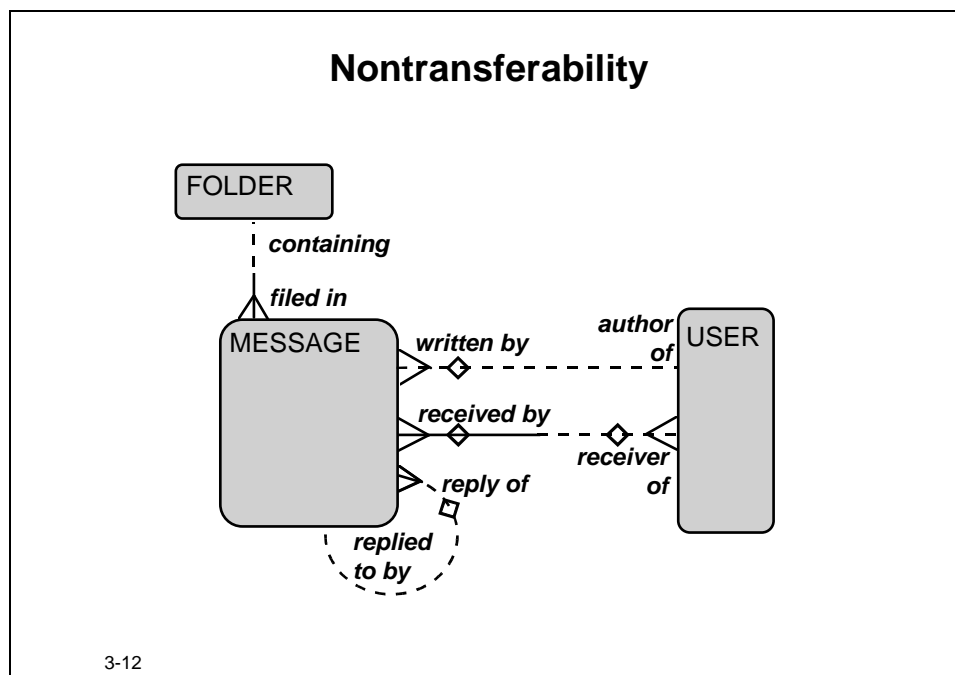 Nontransferability
FOLDER
containing
filed in
MESSAGE
written by
author
of
USER
received by
receiver
of
reply of
replied
to by
3-12